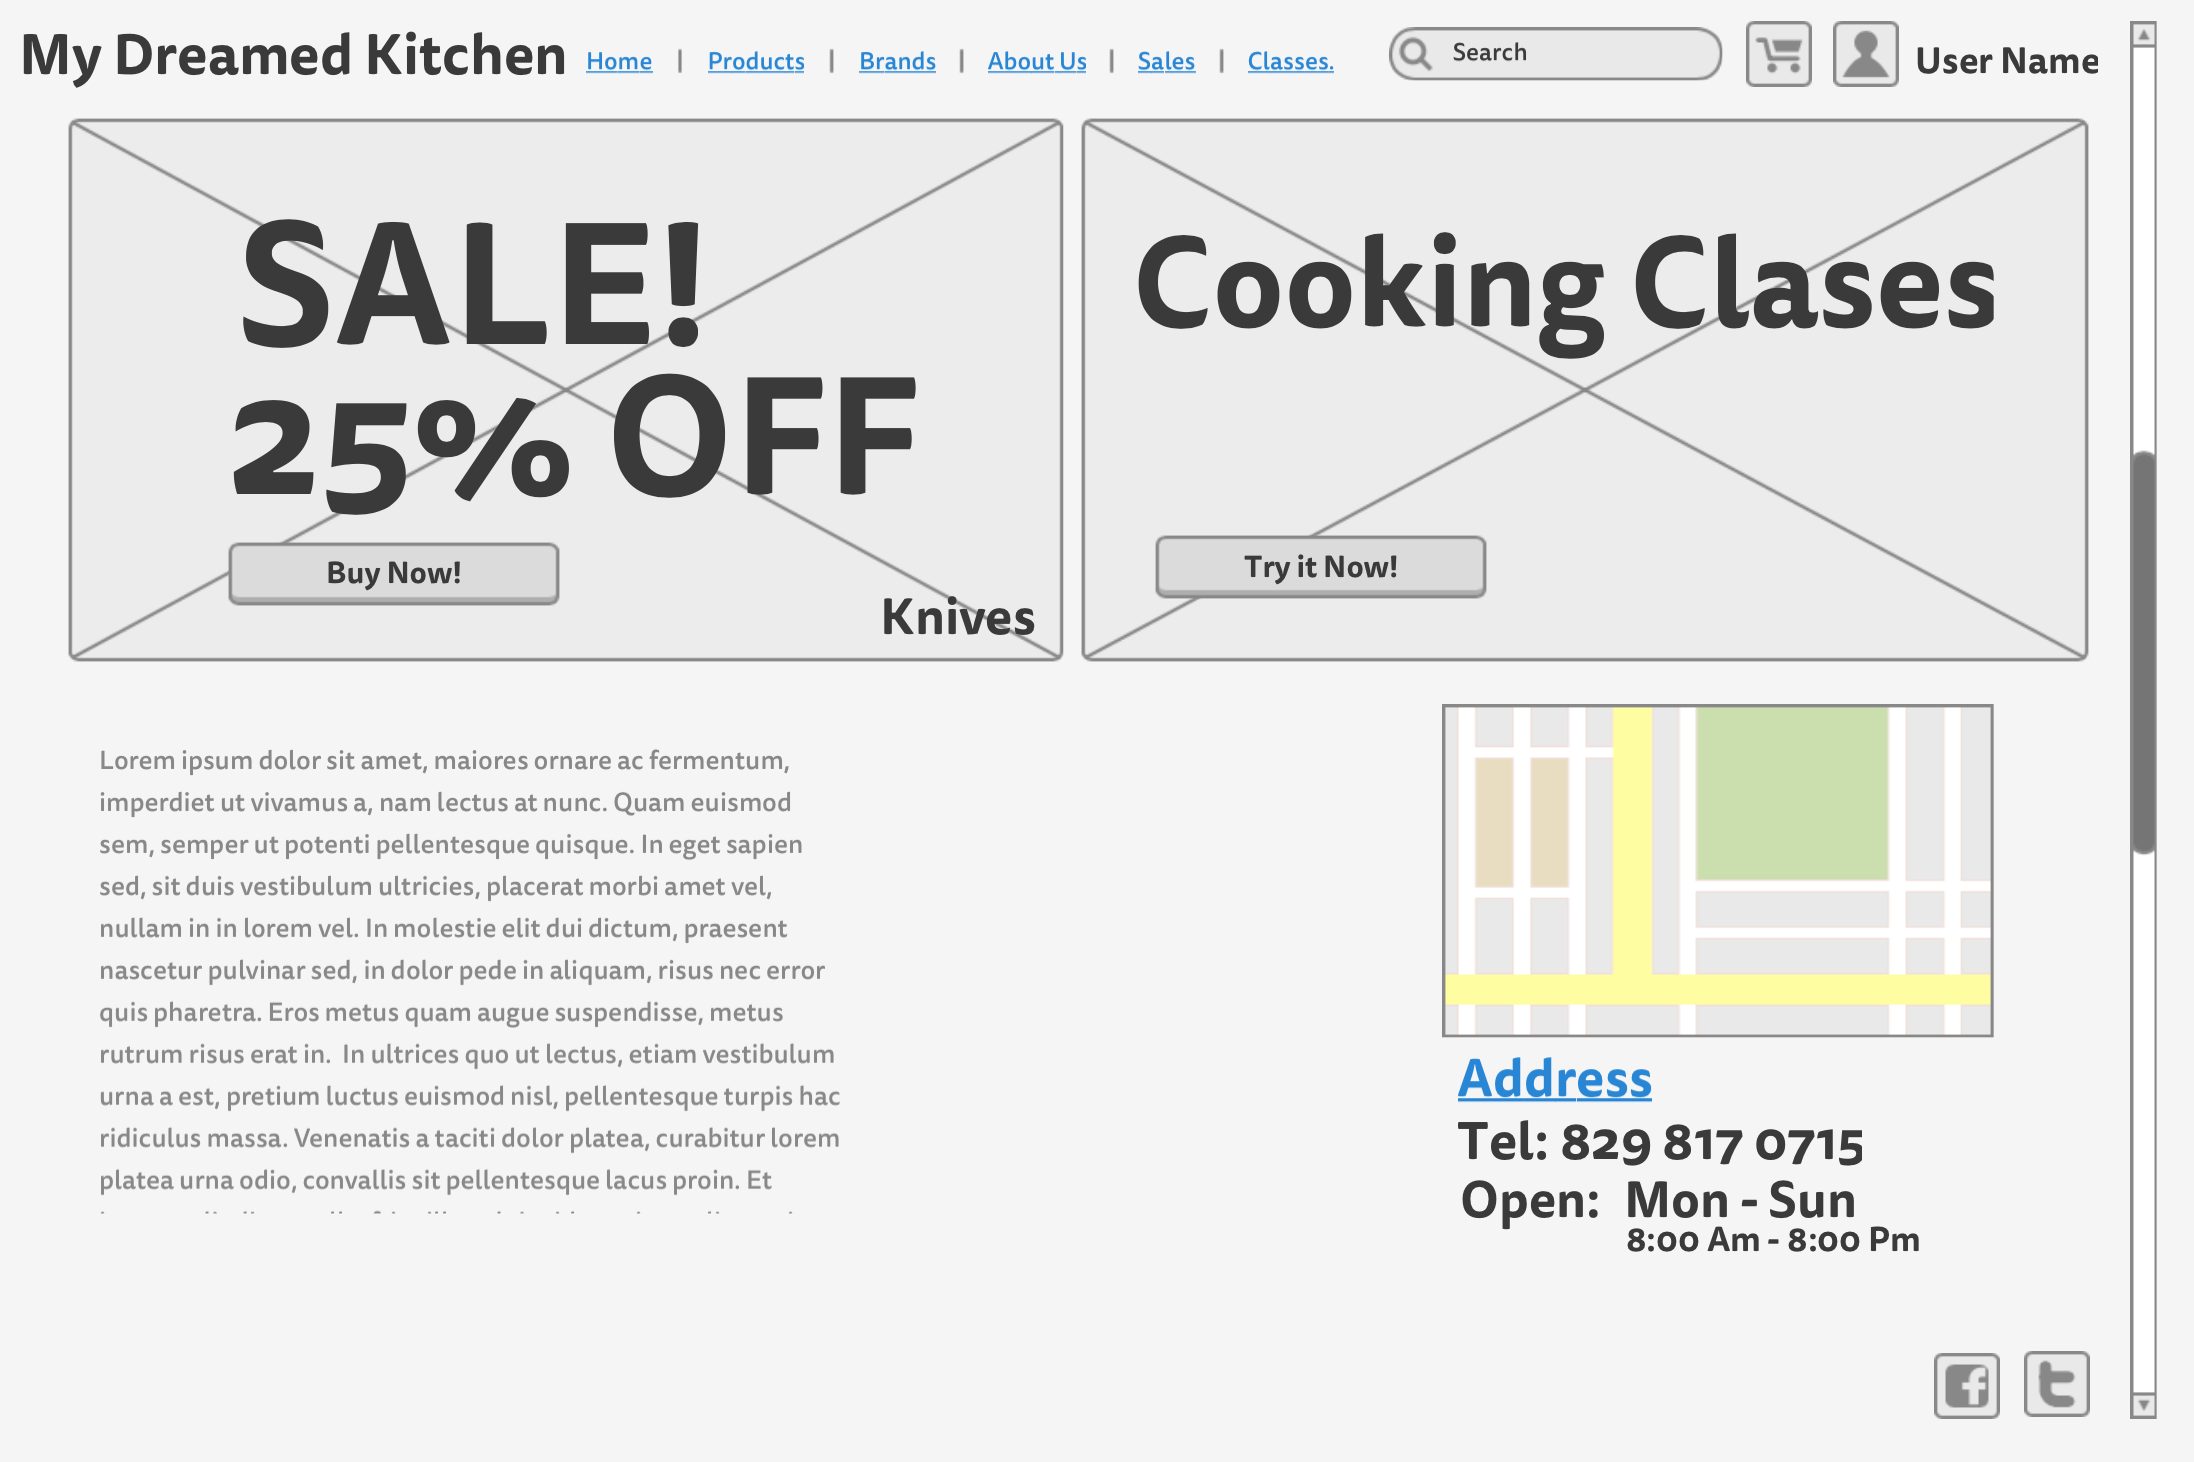 My Dreamed Kitchen Home | Products | Brands | About Us | Sales | Classes. Search User Name
SALE!
25% OFF
Buy Now!
Knives
Cooking Clases
Try it Now!
Lorem ipsum dolor sit amet, maiores ornare ac fermentum,
imperdiet ut vivamus a, nam lectus at nunc. Quam euismod
sem, semper ut potenti pellentesque quisque. In eget sapien
sed, sit duis vestibulum ultricies, placerat morbi amet vel,
nullam in in lorem vel. In molestie elit dui dictum, praesent
nascetur pulvinar sed, in dolor pede in aliquam, risus nec error
quis pharetra. Eros metus quam augue suspendisse, metus
rutrum risus erat in.  In ultrices quo ut lectus, etiam vestibulum
urna a est, pretium luctus euismod nisl, pellentesque turpis hac
ridiculus massa. Venenatis a taciti dolor platea, curabitur lorem
platea urna odio, convallis sit pellentesque lacus proin. Et
Address
Tel: 829 817 0715
Open: Mon - Sun
8:00 Am - 8:00 Pm